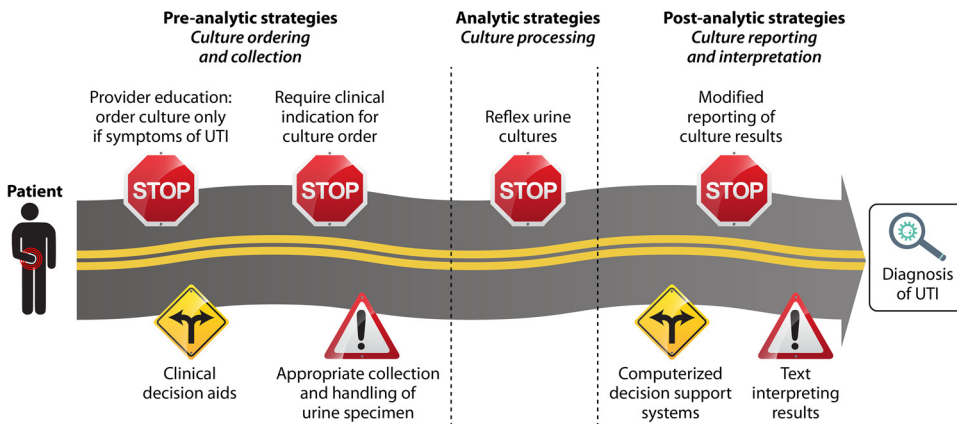 Pre-analytic strategies
Culture ordering
and collection
Analytic strategies
Culture processing
Post-analytic strategies
Culture reporting
and interpretation
Provider education:
order culture only
if symptoms of UTI
Require clinical
indication for
culture order
Reflex urine
cultures
Modified
reporting of
culture results
Patient
STOP
STOP
STOP
STOP
Diagnosis
of UTI
Clinical
decision aids
Appropriate collection
and handling of
urine specimen
Computerized
decision support
systems
Text
interpreting
results